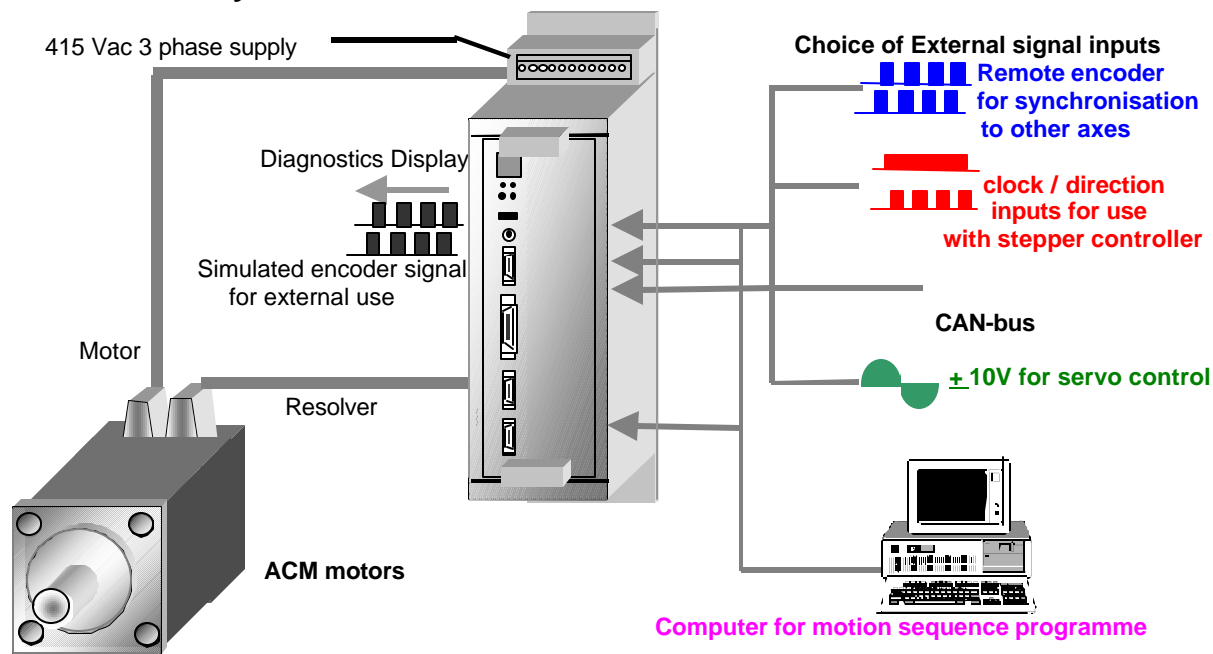 415 Vac 3 phase supply
Choice of External signal inputs
Remote encoder
for synchronisation
to other axes
Diagnostics Display
clock / direction
inputs for use
with stepper controller
Simulated encoder signal
for external use
CAN-bus
Motor
+ 10V for servo control
Resolver
ACM motors
Computer for motion sequence programme